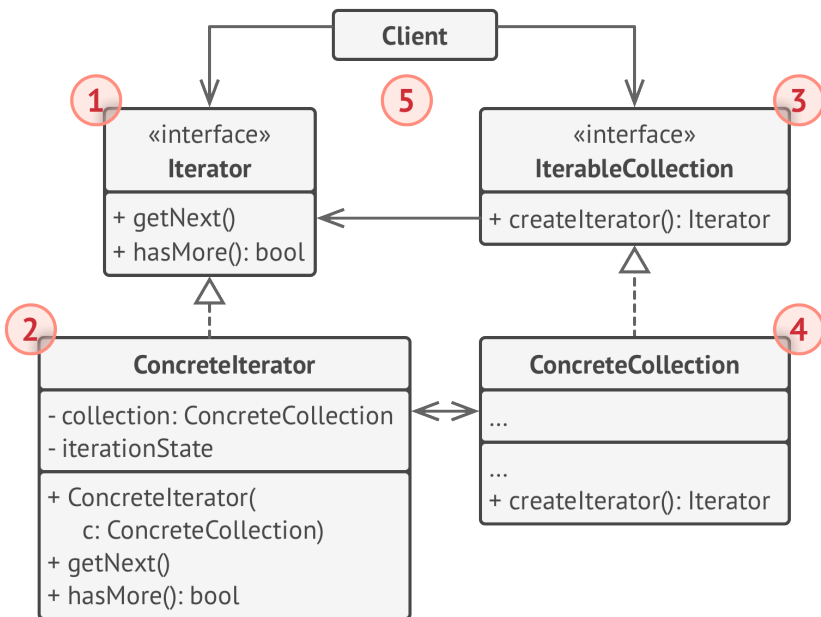 Client
1
5
3
«interface»
Iterator
+ getNext()
+ hasMore(): bool
«interface»
IterableCollection
+ createIterator(): Iterator
2
ConcreteIterator
- collection: ConcreteCollection
- iterationState
+ ConcreteIterator(
c: ConcreteCollection)
+ getNext()
+ hasMore(): bool
4
ConcreteCollection
...
...
+ createIterator(): Iterator